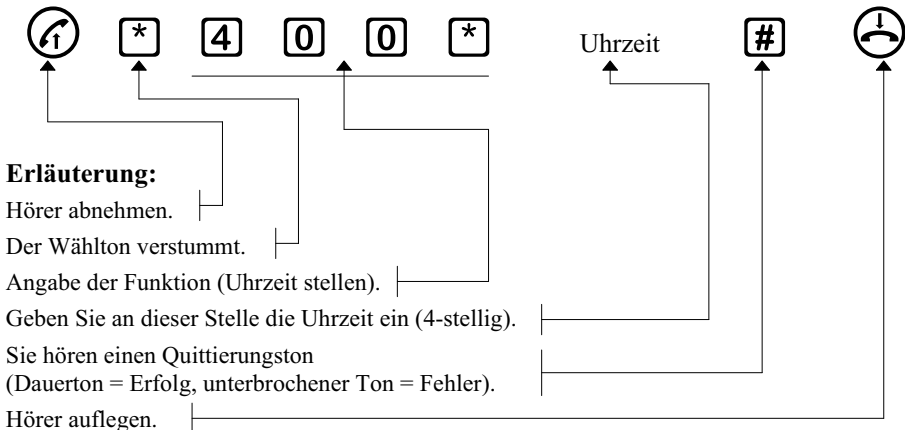 * 4 0 0 * Uhrzeit #
Erläuterung:
Hörer abnehmen.
Der Wählton verstummt.
Angabe der Funktion (Uhrzeit stellen).
Geben Sie an dieser Stelle die Uhrzeit ein (4-stellig).
Sie hören einen Quittierungston
(Dauerton = Erfolg, unterbrochener Ton = Fehler).
Hörer auflegen.